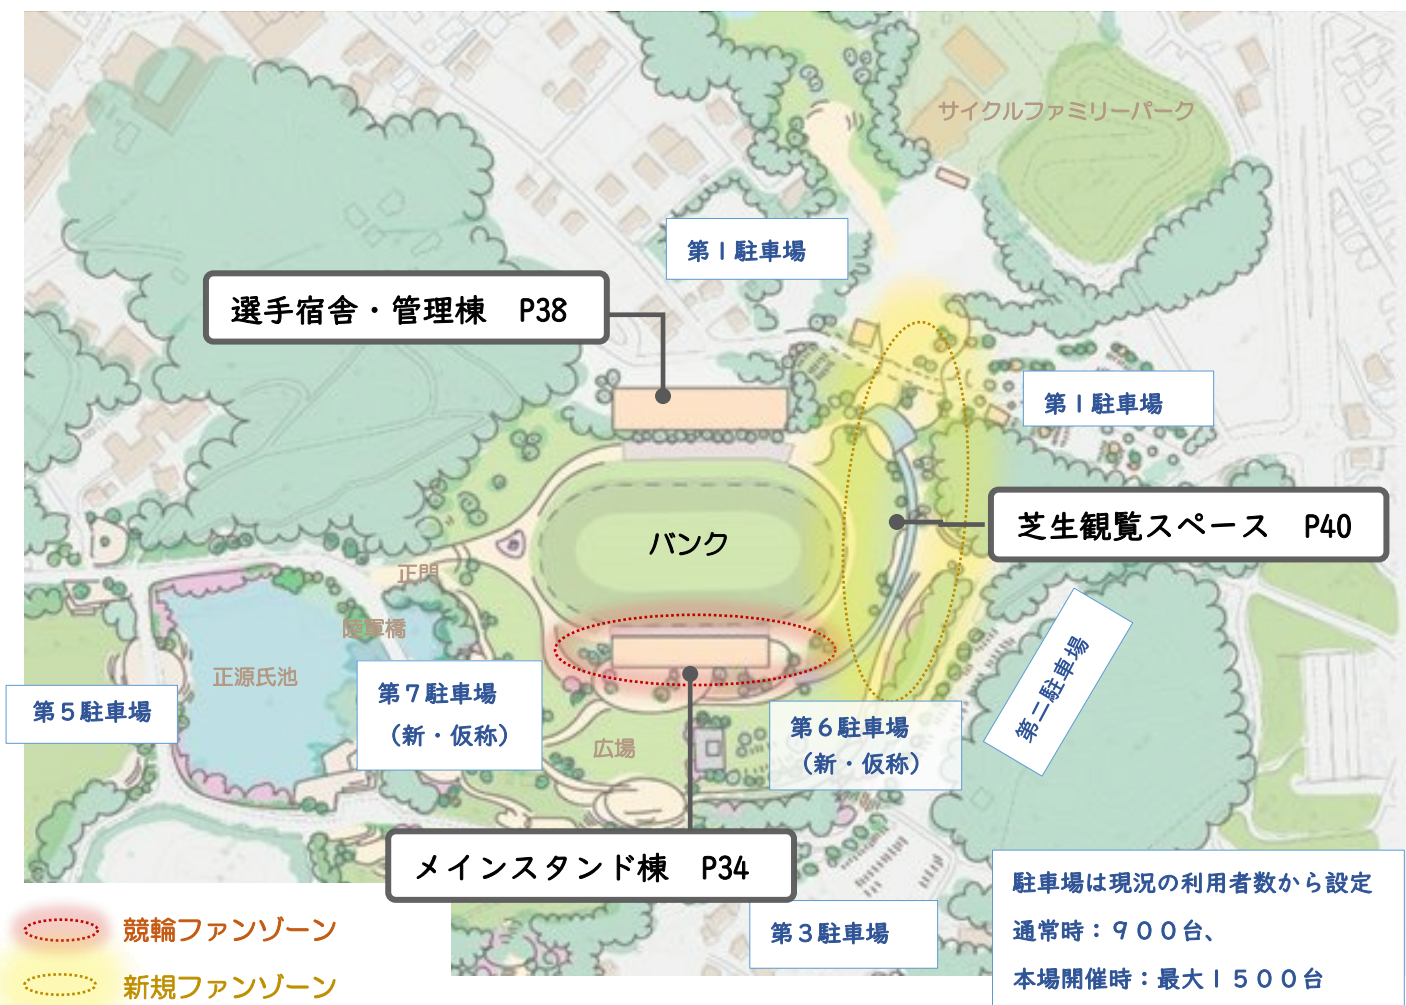 サイクルファミリーパーク
第1駐車場
選手宿舎・管理棟　P38
第1駐車場
芝生観覧スペース　P40
バンク
正門
陸軍橋
正源氏池
第5駐車場
第7駐車場
（新・仮称）
第二駐車場
第6駐車場
（新・仮称）
広場
メインスタンド棟　P34
第3駐車場
駐車場は現況の利用者数から設定
通常時：９００台、
本場開催時：最大１５００台
競輪ファンゾーン
新規ファンゾーン